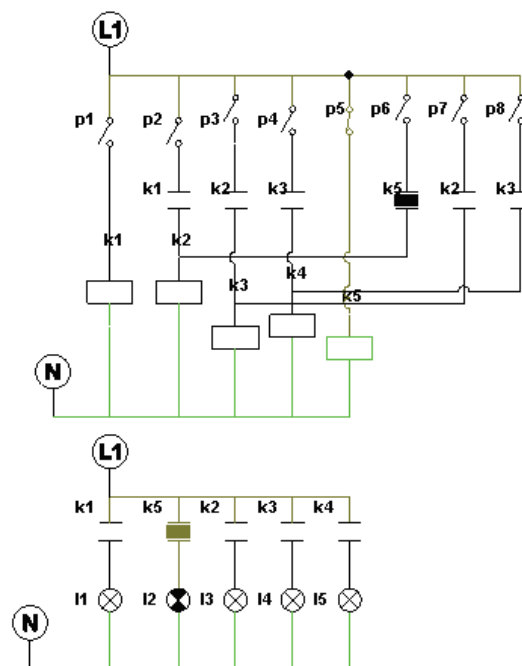 L1
p1 p2 p3 p4 p5 p6 p7 p8
k1 k2 k3 k5 k2 k3
k1 k2 k3 k4 k5
N
L1
k1 k5 k2 k3 k4
N l1 l2 l3 l4 l5